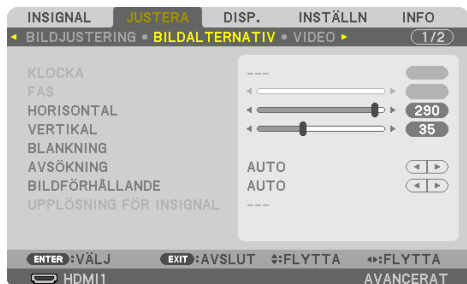 INSIGNAL JUSTERA DISP. INSTÄLLN INFO
BILDJUSTERING • BILDALTERNATIV • VIDEO 1/2
KLOCKA ---
FAS
HORISONTAL 290
VERTIKAL 35
BLANKNING
AVSÖKNING AUTO
BILDFÖRHÅLLANDE AUTO
UPPLÖSNING FÖR INSIGNAL ---
ENTER:VÄLJ EXIT:AVSLUT :FLYTTA :FLYTTA
HDMI1 AVANCERAT